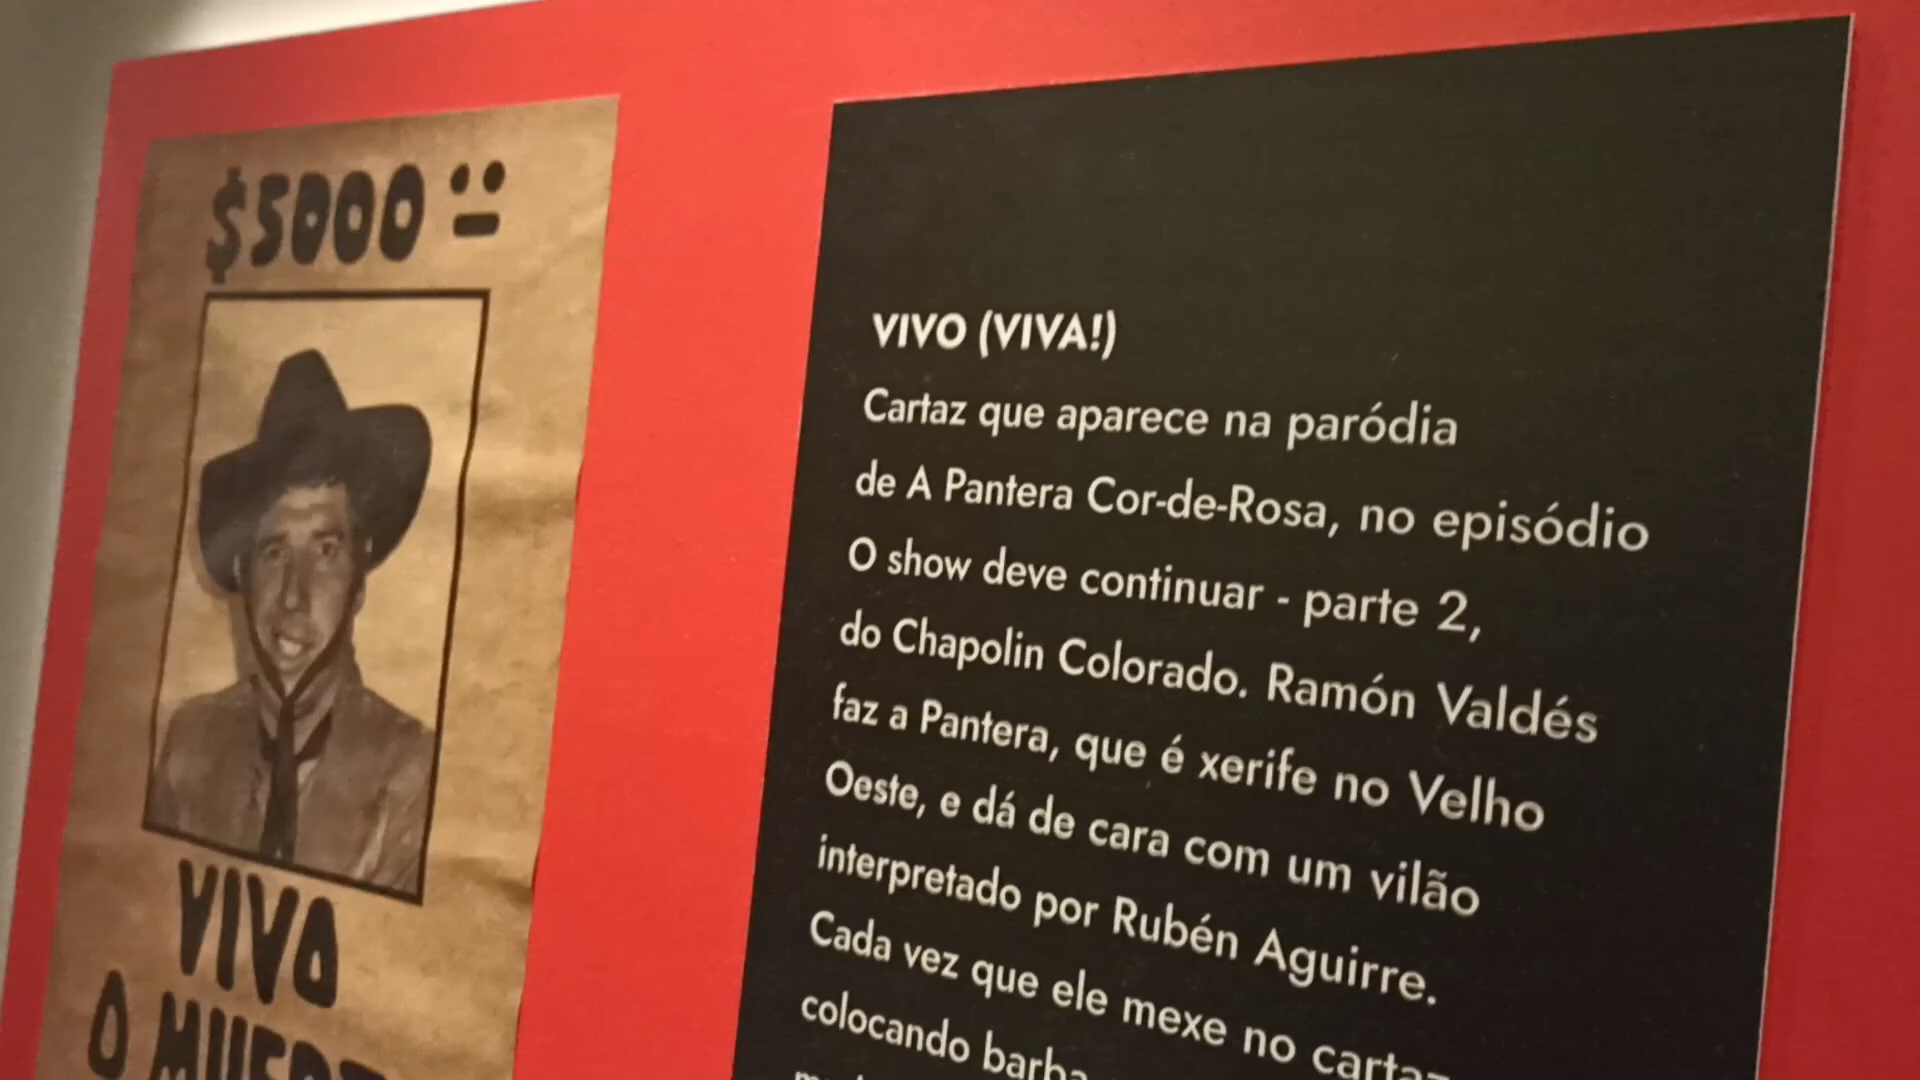 $5000
VIVO
O MUERT
VIVO (VIVA!)
Cartaz que aparece na paródia
de A Pantera Cor-de-Rosa, no episódio
O show deve continuar - parte 2,
do Chapolin Colorado. Ramón Valdés
faz a Pantera, que é xerife no Velho
Oeste, e dá de cara com um vilão
interpretado por Rubén Aguirre.
Cada vez que ele mexe no cartaz
colocando barba